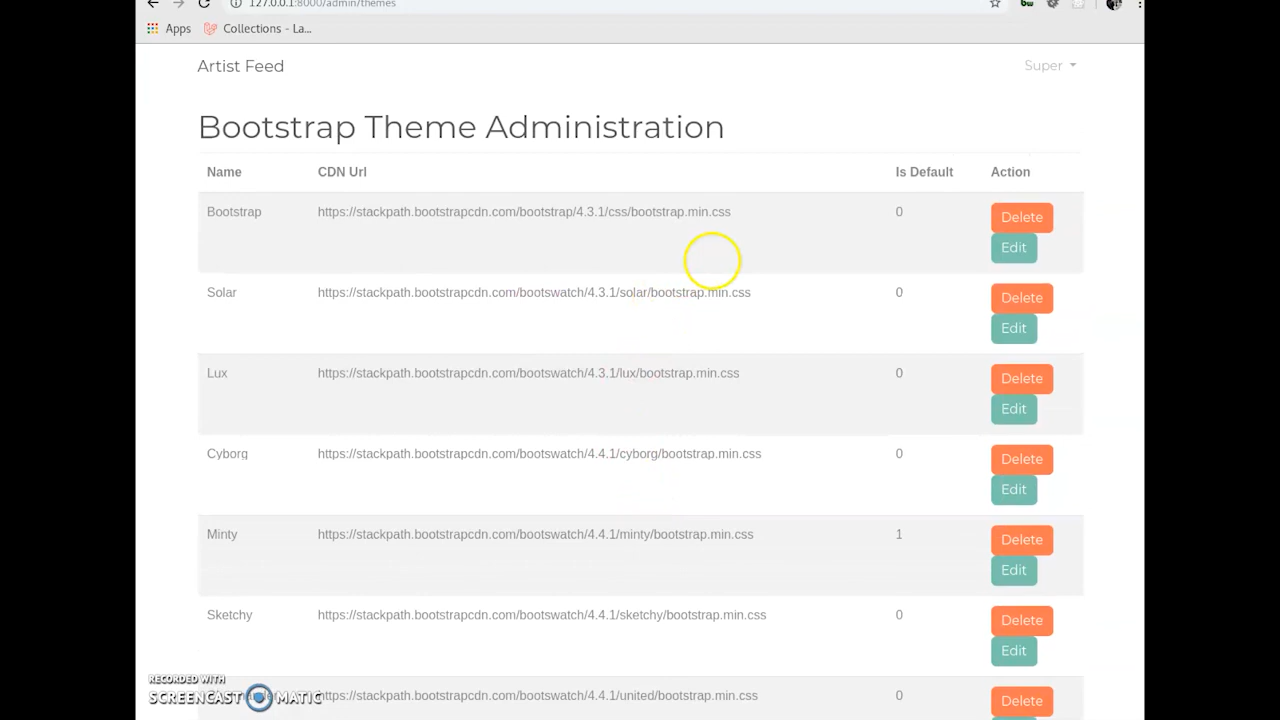 127.0.0.1:8000/admin/themes
Apps Collections - La...
Artist Feed Super
Bootstrap Theme Administration
Name CDN Url Is Default Action
Bootstrap https://stackpath.bootstrapcdn.com/bootstrap/4.3.1/css/bootstrap.min.css 0 Delete
Edit
Solar https://stackpath.bootstrapcdn.com/bootswatch/4.3.1/solar/bootstrap.min.css 0 Delete
Edit
Lux https://stackpath.bootstrapcdn.com/bootswatch/4.3.1/lux/bootstrap.min.css 0 Delete
Edit
Cyborg https://stackpath.bootstrapcdn.com/bootswatch/4.4.1/cyborg/bootstrap.min.css 0 Delete
Edit
Minty https://stackpath.bootstrapcdn.com/bootswatch/4.4.1/minty/bootstrap.min.css 1 Delete
Edit
Sketchy https://stackpath.bootstrapcdn.com/bootswatch/4.4.1/sketchy/bootstrap.min.css 0 Delete
Edit
https://stackpath.bootstrapcdn.com/bootswatch/4.4.1/united/bootstrap.min.css 0 Delete
RECORDED WITH
SCREENCAST MATIC